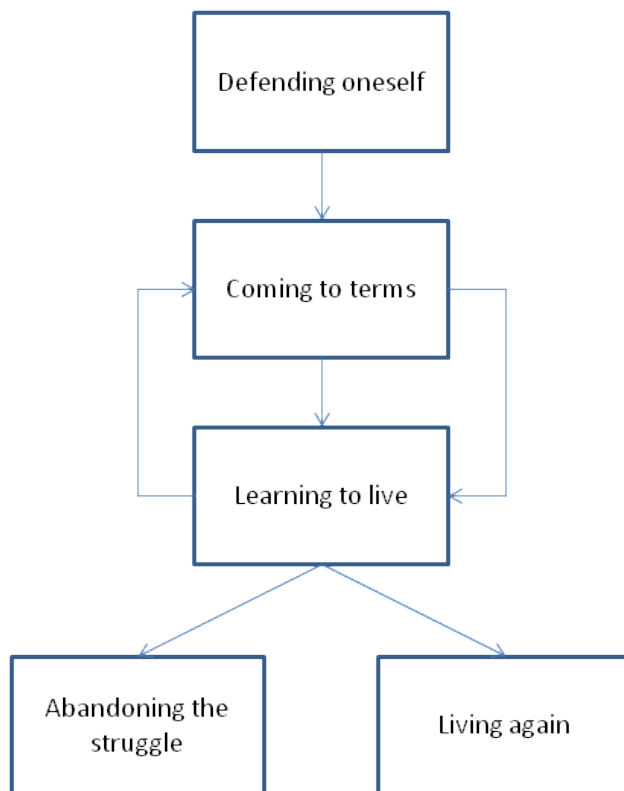 Defending oneself
Coming to terms
Learning to live
Abandoning the
struggle
Living again